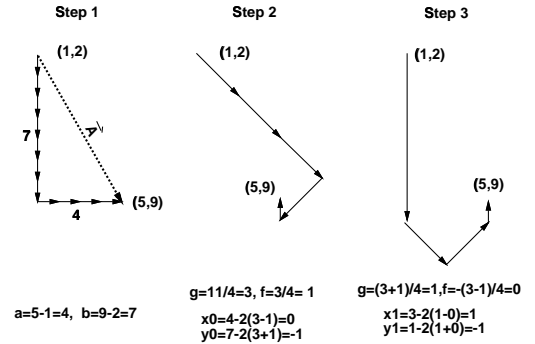 Step 1
(1,2)
7
A
4
(5,9)
a=5-1=4, b=9-2=7
Step 2
(1,2)
(5,9)
g=11/4=3, f=3/4= 1
x0=4-2(3-1)=0
y0=7-2(3+1)=-1
Step 3
(1,2)
(5,9)
g=(3+1)/4=1,f=-(3-1)/4=0
x1=3-2(1-0)=1
y1=1-2(1+0)=-1